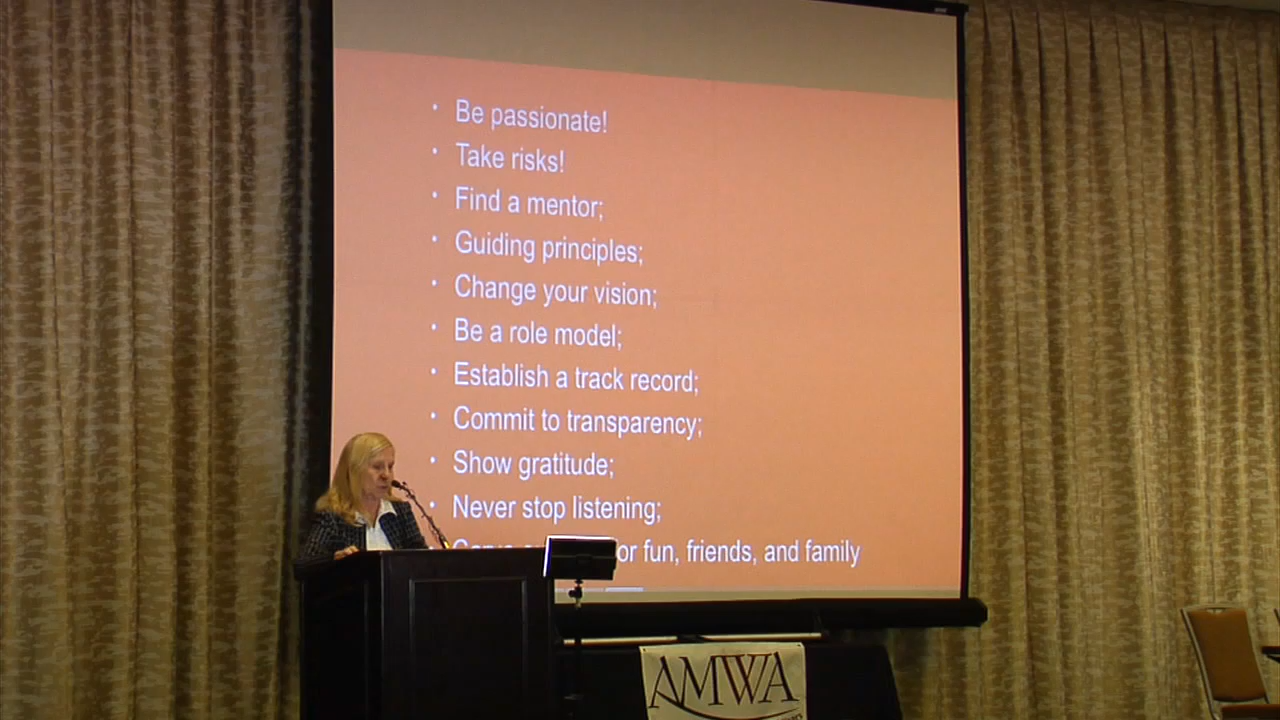 • Be passionate!
• Take risks!
• Find a mentor;
• Guiding principles;
• Change your vision;
• Be a role model;
• Establish a track record;
• Commit to transparency;
• Show gratitude;
• Never stop listening;
or fun, friends, and family
AMWA